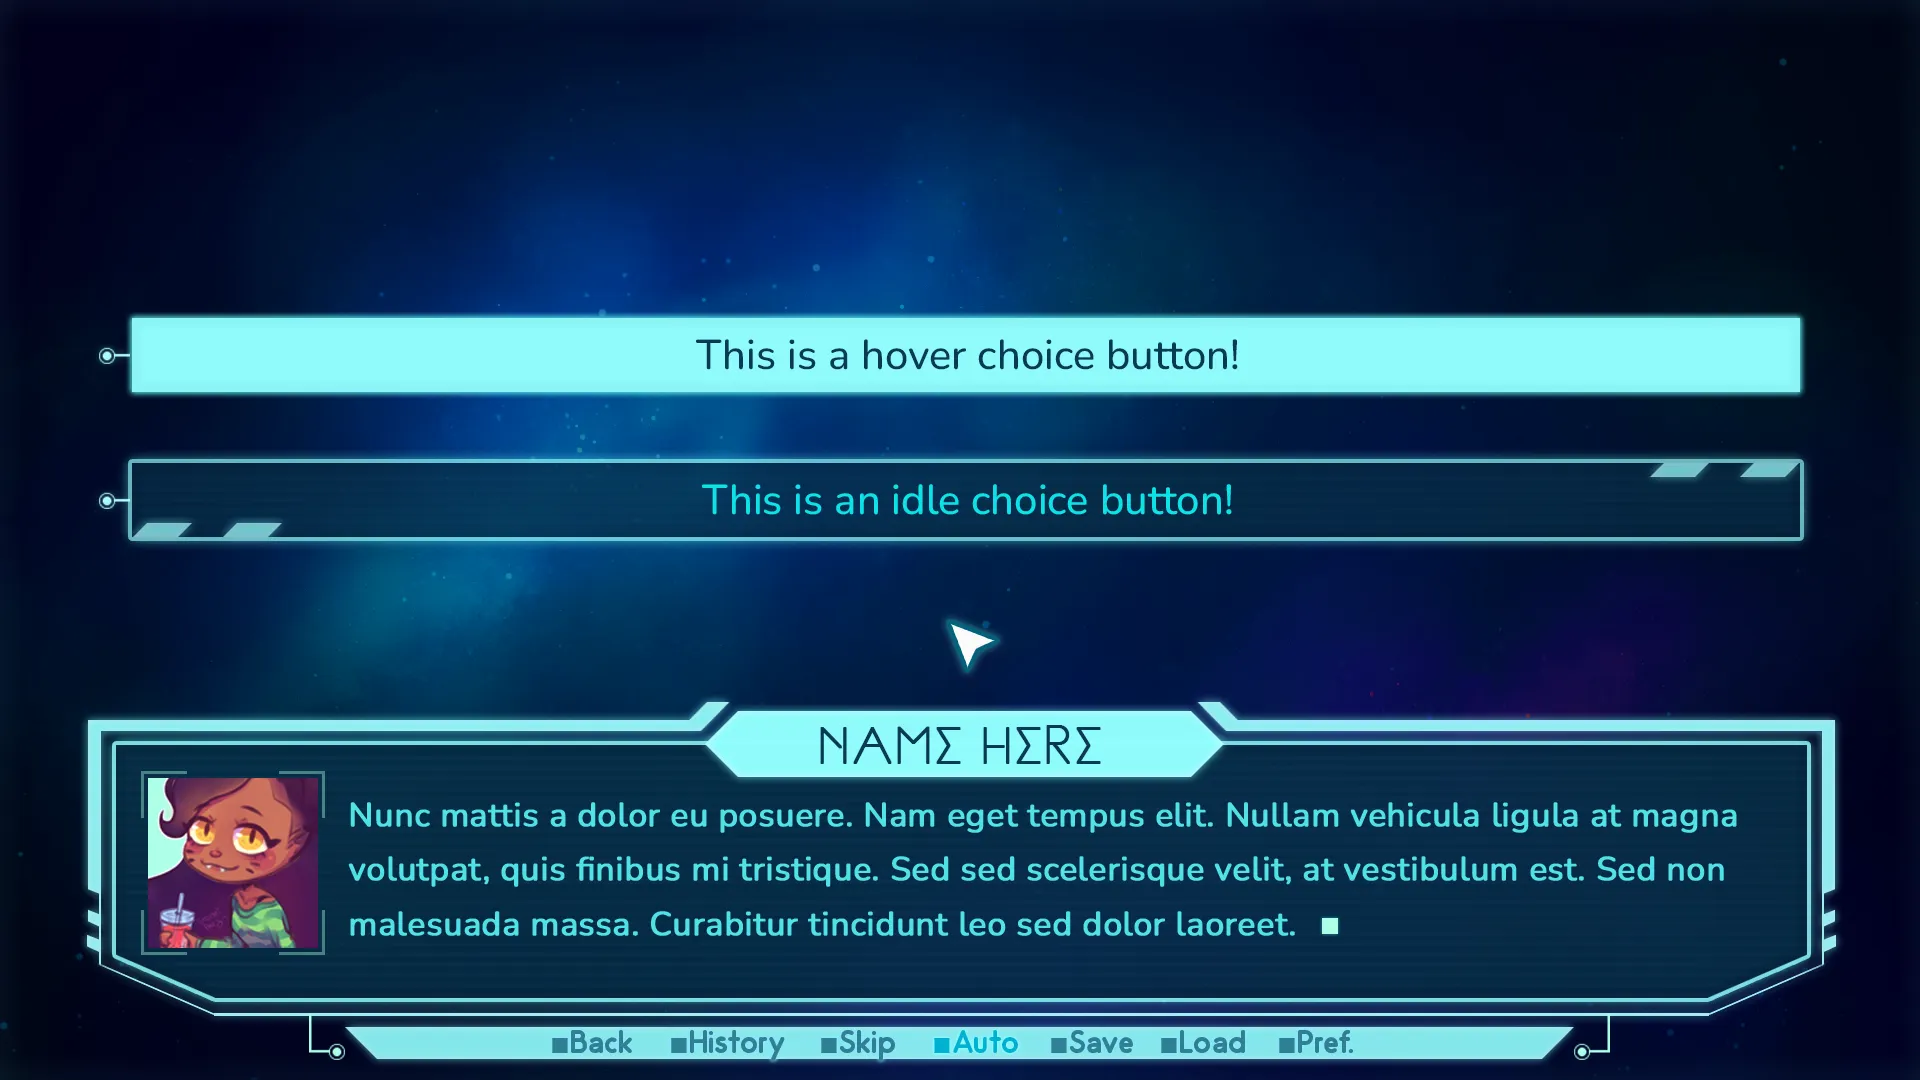 This is a hover choice button!
This is an idle choice button!
NAMΣ HΣRΣ
Nunc mattis a dolor eu posuere. Nam eget tempus elit. Nullam vehicula ligula at magna
volutpat, quis finibus mi tristique. Sed sed scelerisque velit, at vestibulum est. Sed non
malesuada massa. Curabitur tincidunt leo sed dolor laoreet.
Back History Skip Auto Save Load Pref.